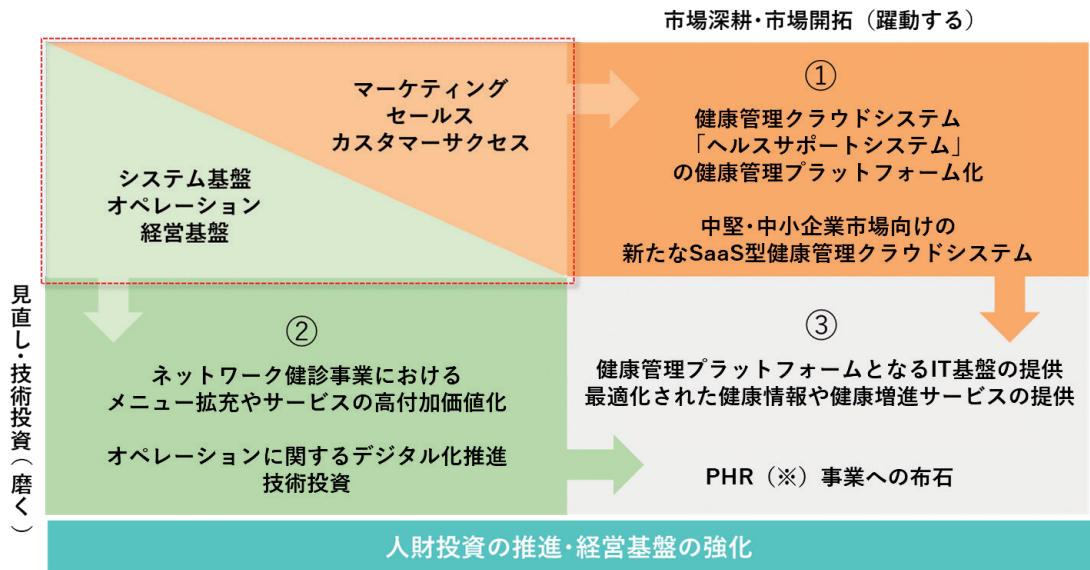 市場深耕・市場開拓（躍動する）
マーケティング
セールス
カスタマーサクセス
システム基盤
オペレーション
経営基盤
①
健康管理クラウドシステム
「ヘルスサポートシステム」
の健康管理プラットフォーム化
中堅・中小企業市場向けの
新たなSaaS型健康管理クラウドシステム
見直し・技術投資（磨く）
②
ネットワーク健診事業における
メニュー拡充やサービスの高付加価値化
オペレーションに関するデジタル化推進
技術投資
③
健康管理プラットフォームとなるIT基盤の提供
最適化された健康情報や健康増進サービスの提供
PHR（※）事業への布石
人財投資の推進・経営基盤の強化